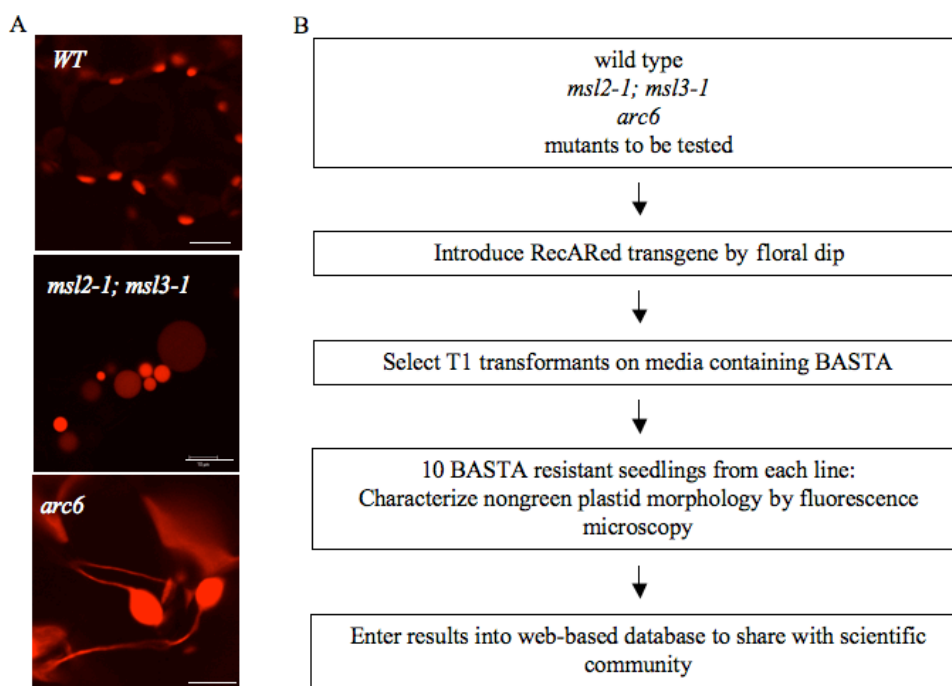 A
WT
msl2-1; msl3-1
arc6
B
wild type
msl2-1; msl3-1
arc6
mutants to be tested
Introduce RecARed transgene by floral dip
Select T1 transformants on media containing BASTA
10 BASTA resistant seedlings from each line:
Characterize nongreen plastid morphology by fluorescence
microscopy
Enter results into web-based database to share with scientific
community